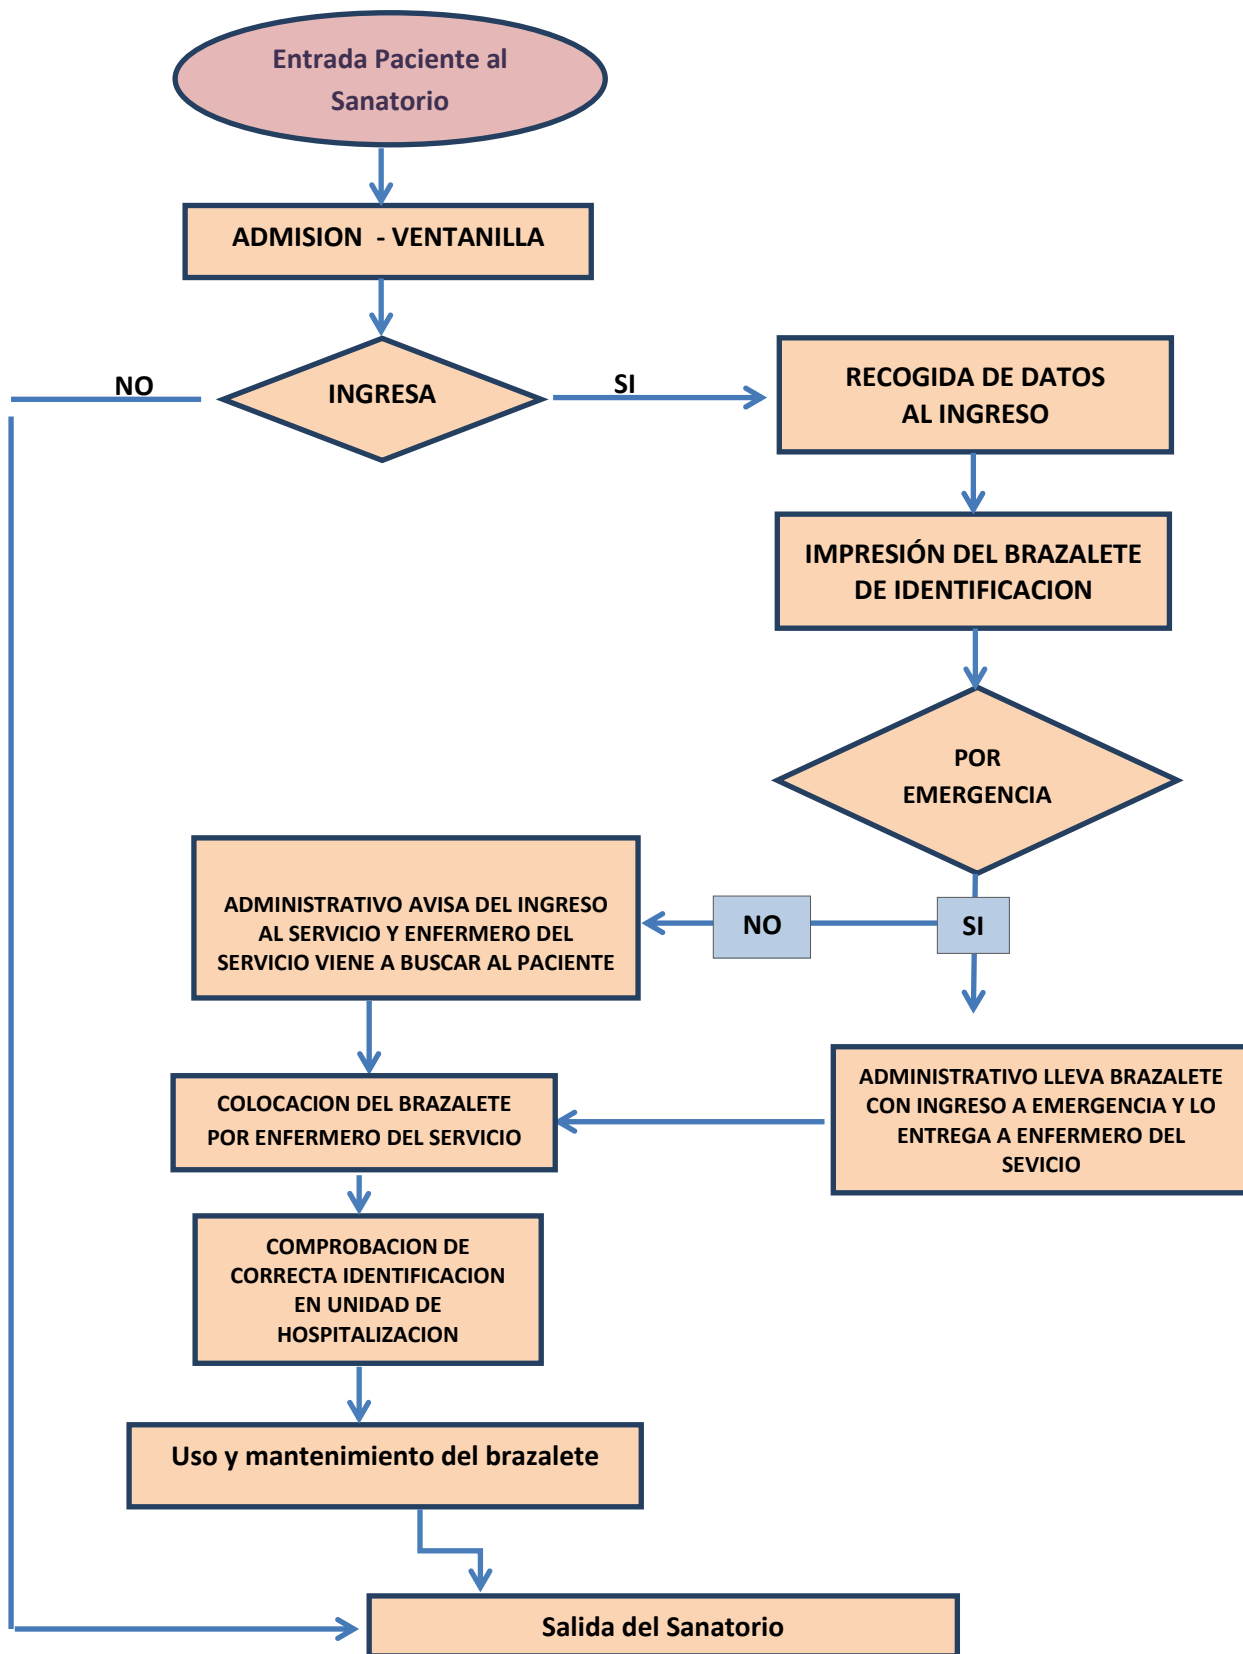 Entrada Paciente al
Sanatorio
ADMISION - VENTANILLA
NO
INGRESA
SI
RECOGIDA DE DATOS
AL INGRESO
IMPRESIÓN DEL BRAZALETE
DE IDENTIFICACION
POR
EMERGENCIA
NO
SI
ADMINISTRATIVO AVISA DEL INGRESO
AL SERVICIO Y ENFERMERO DEL
SERVICIO VIENE A BUSCAR AL PACIENTE
ADMINISTRATIVO LLEVA BRAZALETE
CON INGRESO A EMERGENCIA Y LO
ENTREGA A ENFERMERO DEL
SEVICIO
COLOCACION DEL BRAZALETE
POR ENFERMERO DEL SERVICIO
COMPROBACION DE
CORRECTA IDENTIFICACION
EN UNIDAD DE
HOSPITALIZACION
Uso y mantenimiento del brazalete
Salida del Sanatorio